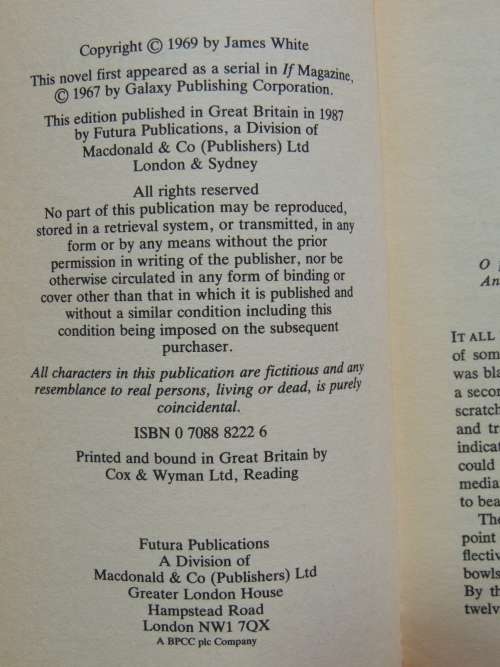 Copyright © 1969 by James White
This novel first appeared as a serial in If Magazine,
© 1967 by Galaxy Publishing Corporation.
This edition published in Great Britain in 1987
by Futura Publications, a Division of
Macdonald & Co (Publishers) Ltd
London & Sydney
All rights reserved
No part of this publication may be reproduced,
stored in a retrieval system, or transmitted, in any
form or by any means without the prior
permission in writing of the publisher, nor be
otherwise circulated in any form of binding or
cover other than that in which it is published and
without a similar condition including this
condition being imposed on the subsequent
purchaser.
All characters in this publication are fictitious and any
resemblance to real persons, living or dead, is purely
coincidental.
ISBN 0 7088 8222 6
Printed and bound in Great Britain by
Cox & Wyman Ltd, Reading
Futura Publications
A Division of
Macdonald & Co (Publishers) Ltd
Greater London House
Hampstead Road
London NW1 7QX
A BPCC plc Company
O
An
IT ALL
of som
was bla
a secon
scratch
and tr
indicat
could
media
to bea
The
point
flectiv
bowls
By th
twelv